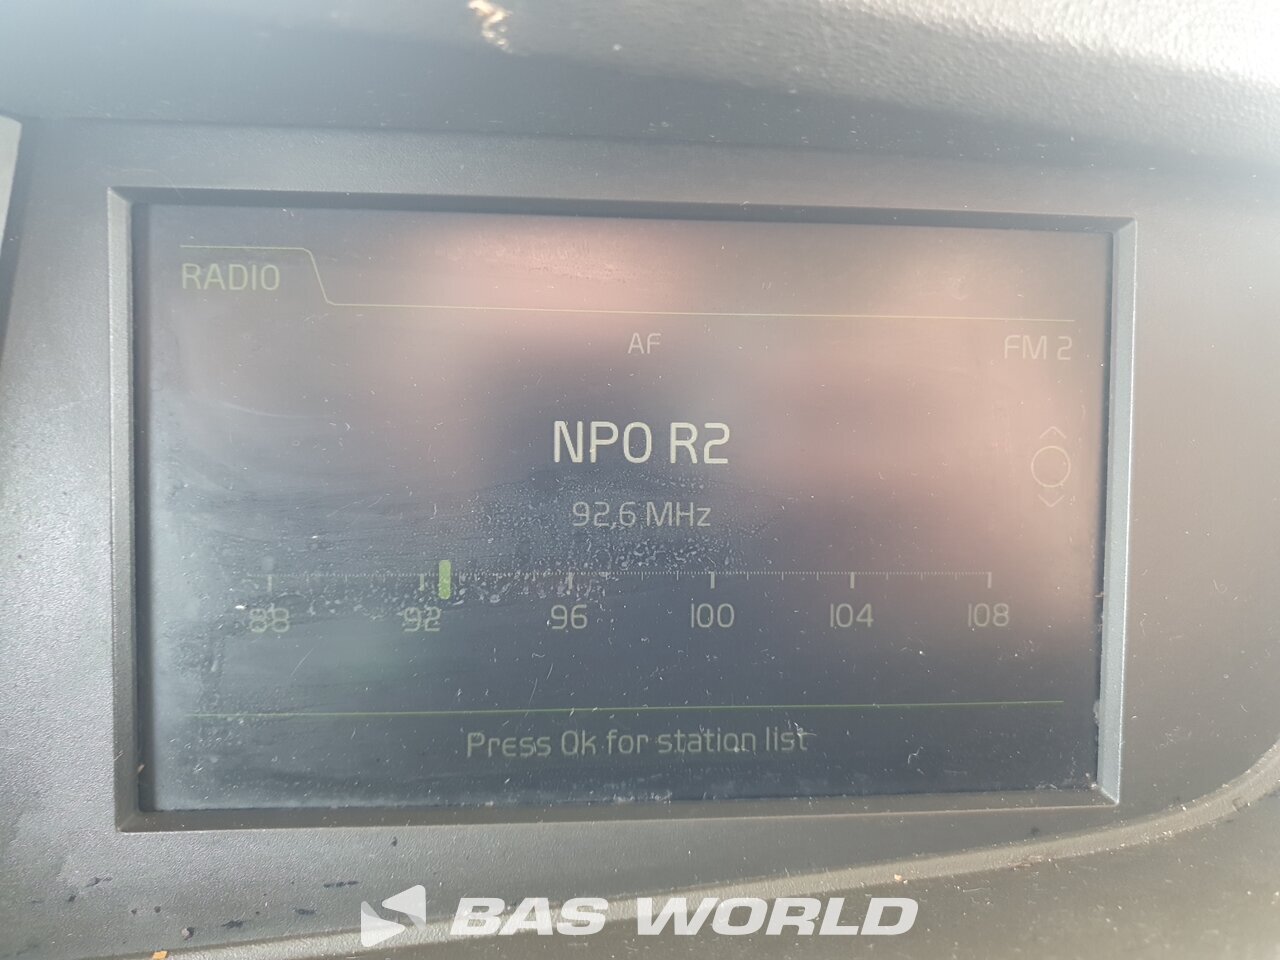 RADIO
AF
FM 2
NPO R2
92,6 MHz
88 92 96 100 104 108
Press Ok for station list
BAS WORLD